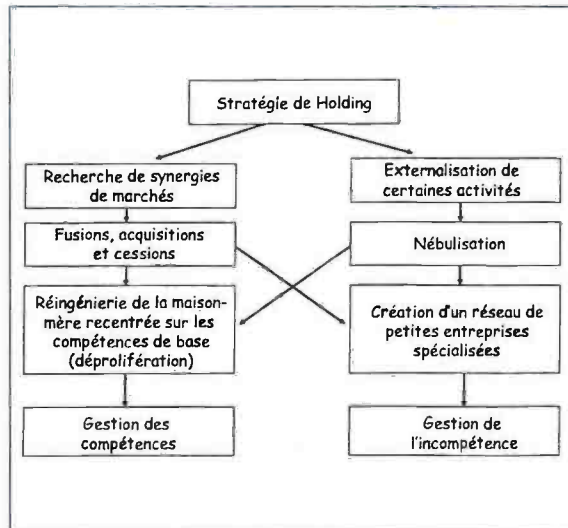 Stratégie de Holding
Recherche de synergies
de marchés
Externalisation de
certaines activités
Fusions, acquisitions
et cessions
Nébulisation
Réingénierie de la maison-
mère recentrée sur les
compétences de base
(déprolifération)
Création d'un réseau de
petites entreprises
spécialisées
Gestion des
compétences
Gestion de
l'incompétence